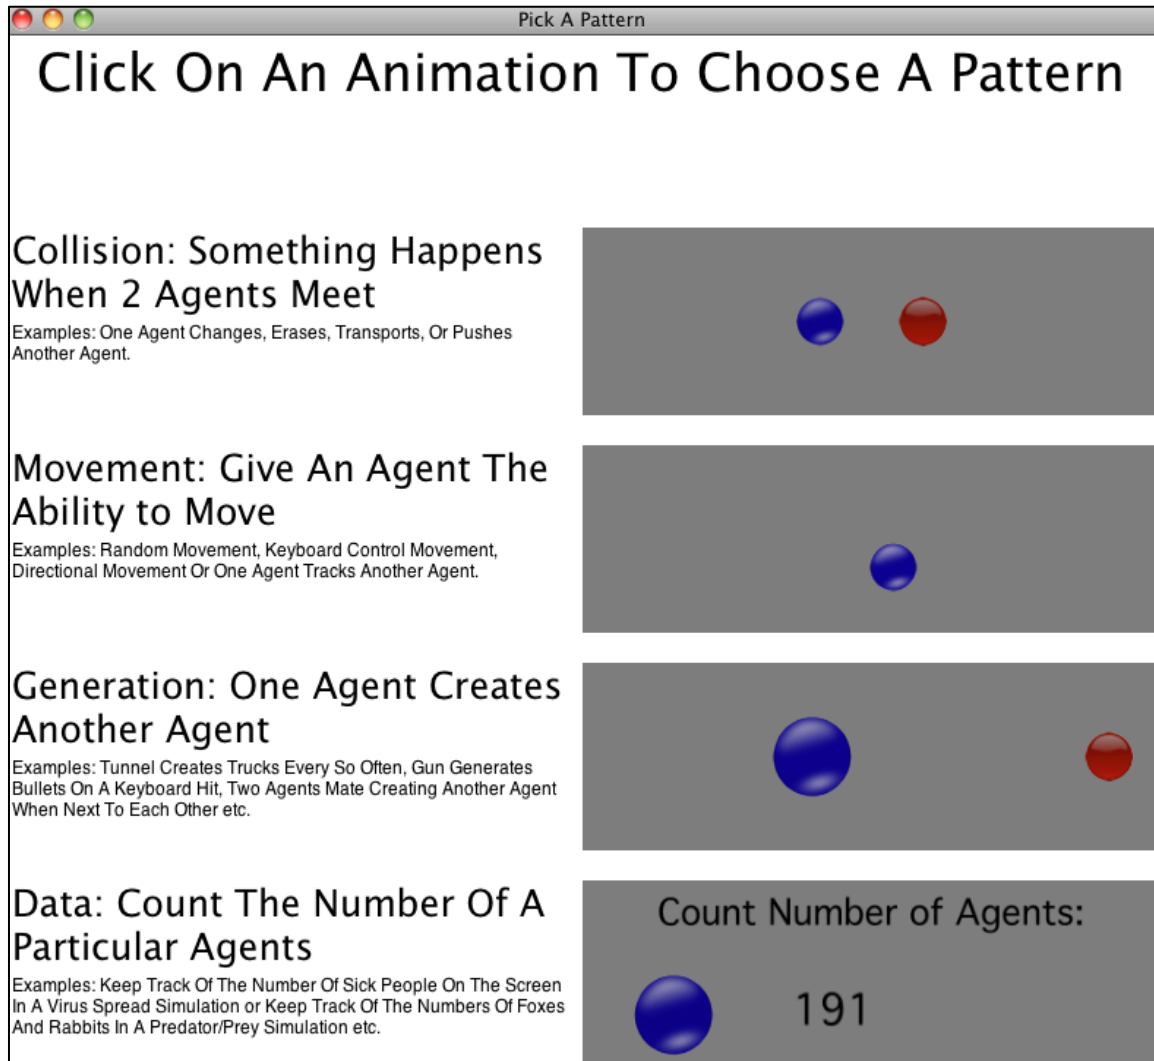 Pick A Pattern
Click On An Animation To Choose A Pattern
Collision: Something Happens
When 2 Agents Meet
Examples: One Agent Changes, Erases, Transports, Or Pushes
Another Agent.
Movement: Give An Agent The
Ability to Move
Examples: Random Movement, Keyboard Control Movement,
Directional Movement Or One Agent Tracks Another Agent.
Generation: One Agent Creates
Another Agent
Examples: Tunnel Creates Trucks Every So Often, Gun Generates
Bullets On A Keyboard Hit, Two Agents Mate Creating Another Agent
When Next To Each Other etc.
Data: Count The Number Of A
Particular Agents
Examples: Keep Track Of The Number Of Sick People On The Screen
In A Virus Spread Simulation or Keep Track Of The Numbers Of Foxes
And Rabbits In A Predator/Prey Simulation etc.
Count Number of Agents:
191